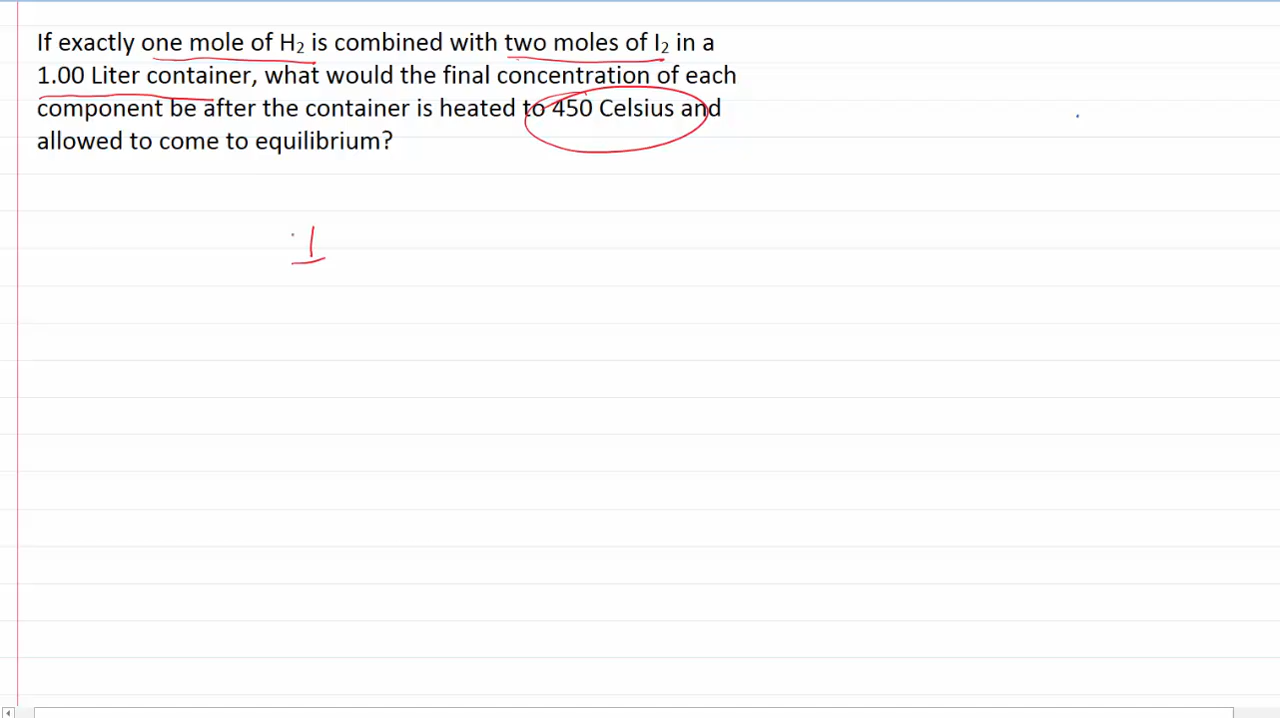 If exactly one mole of H₂ is combined with two moles of I₂ in a
1.00 Liter container, what would the final concentration of each
component be after the container is heated to 450 Celsius and
allowed to come to equilibrium?
1